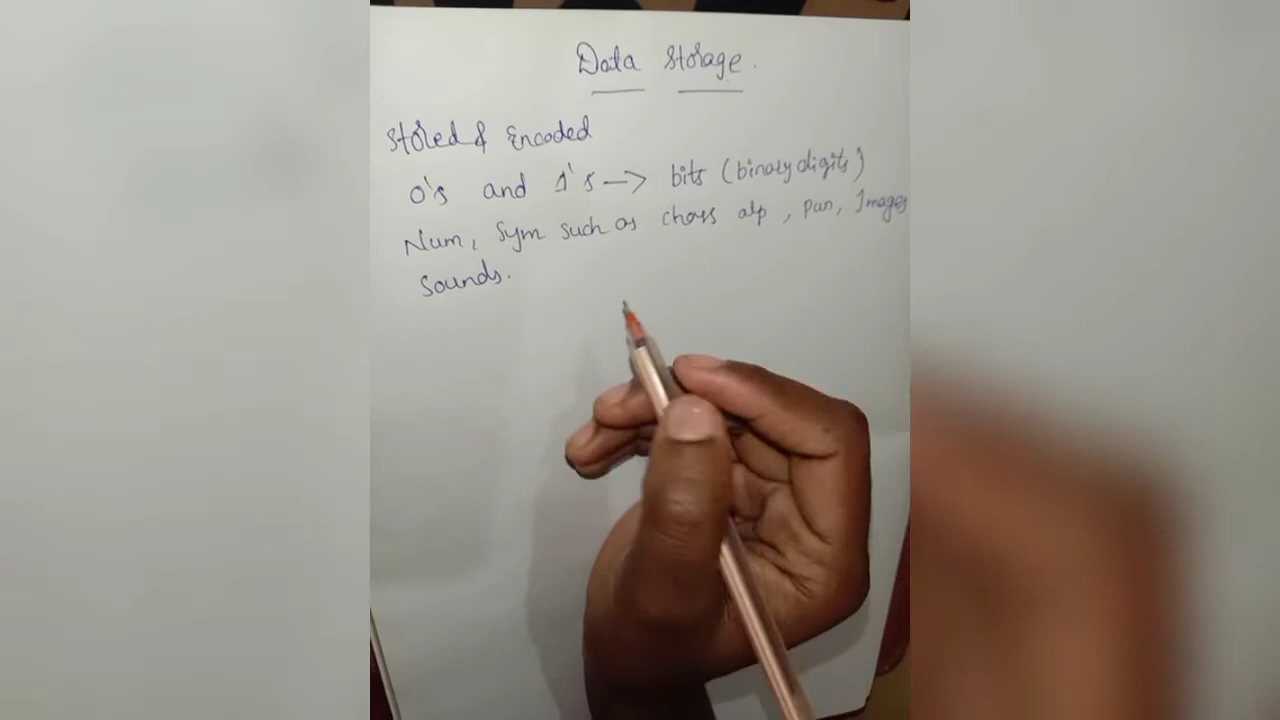 Data Storage.
Stored & Encoded
0's and 1's → bits (binary digits)
Num, Sym such as chars alp, pun, Images
Sounds.